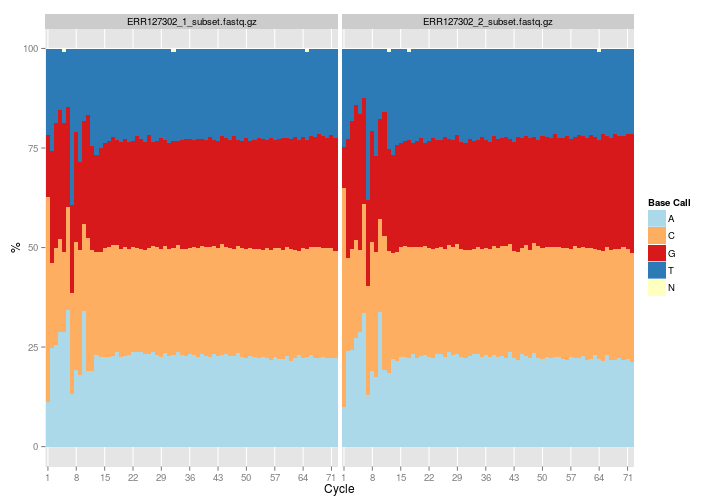 ERR127302_1_subset.fastq.gz ERR127302_2_subset.fastq.gz
100
75
50
25
0
%
1 8 15 22 29 36 43 50 57 64 71 1 8 15 22 29 36 43 50 57 64 71
Cycle
Base Call
A
C
G
T
N